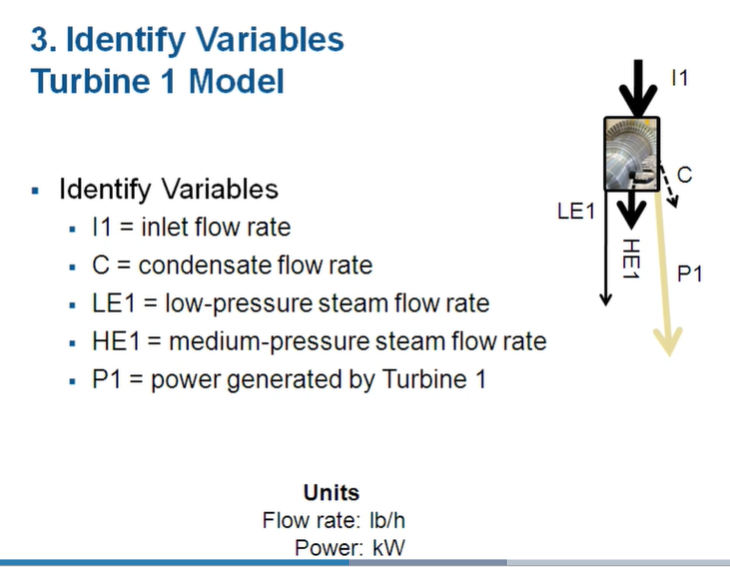 3. Identify Variables
Turbine 1 Model
▪ Identify Variables
▪ I1 = inlet flow rate
▪ C = condensate flow rate
▪ LE1 = low-pressure steam flow rate
▪ HE1 = medium-pressure steam flow rate
▪ P1 = power generated by Turbine 1
I1
C
LE1
HE1
P1
Units
Flow rate: lb/h
Power: kW